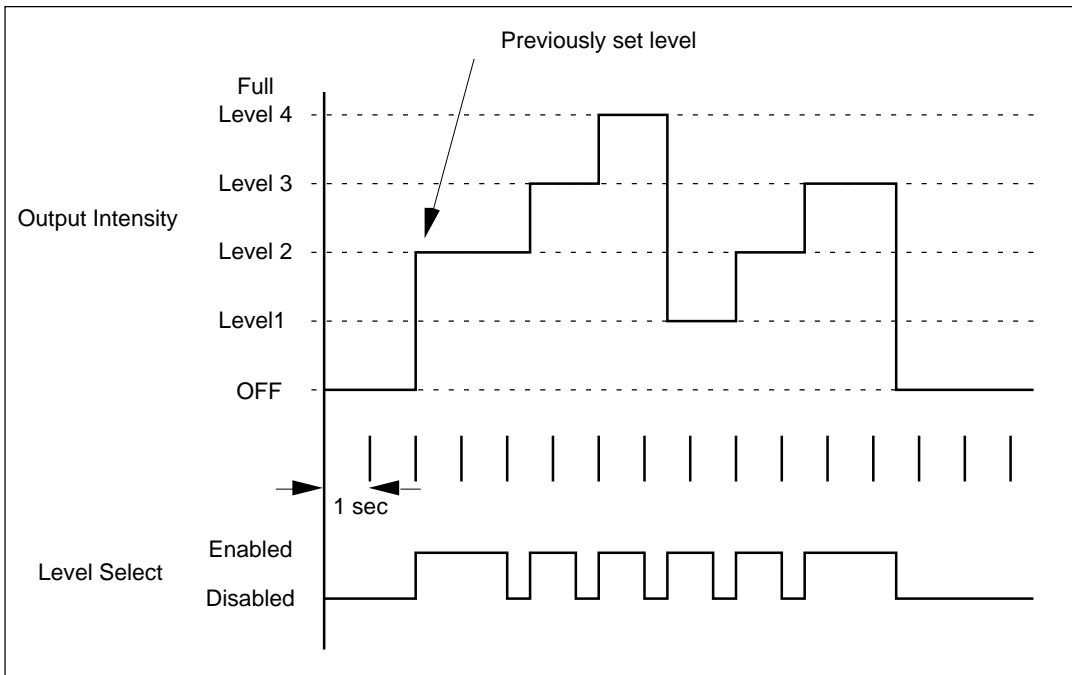 Previously set level
Full
Level 4
Level 3
Output Intensity
Level 2
Level1
OFF
1 sec
Enabled
Level Select
Disabled